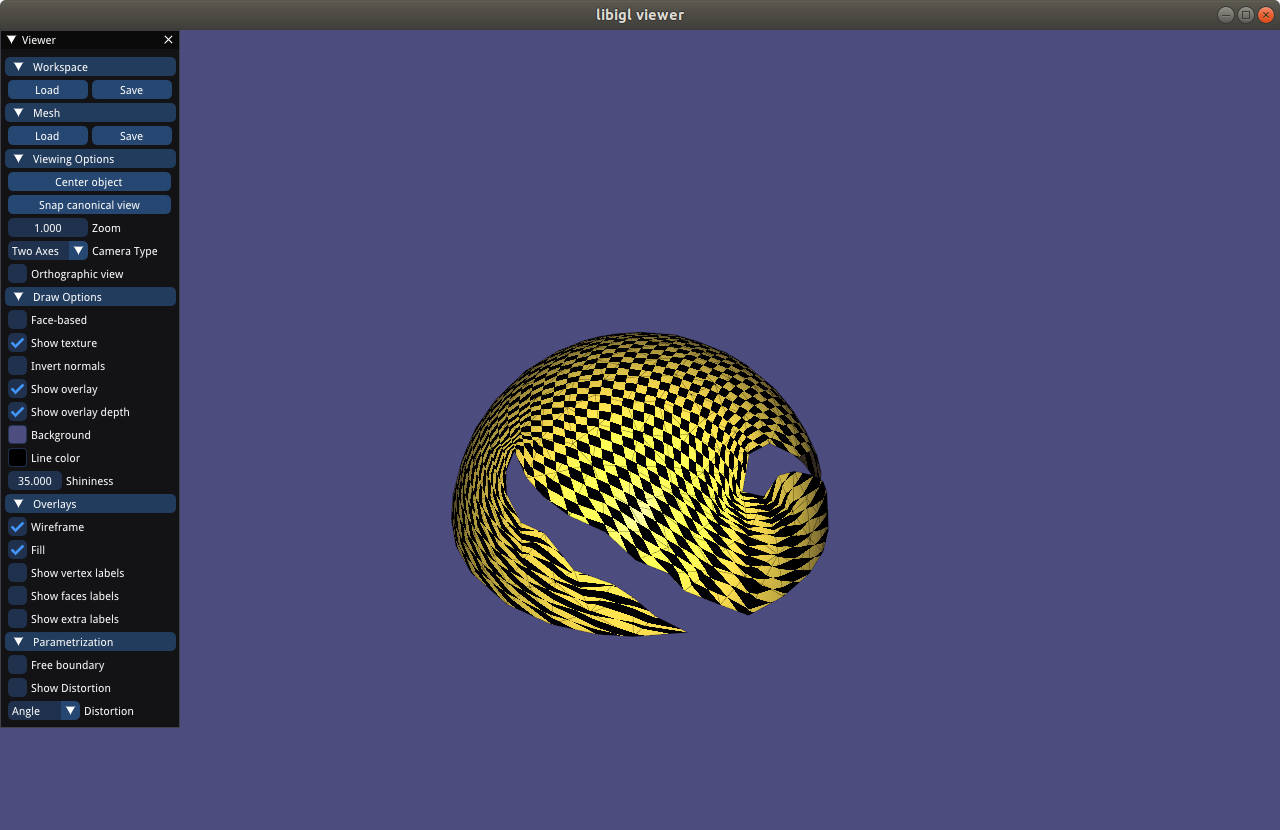 libigl viewer
Viewer
Workspace
Load Save
Mesh
Load Save
Viewing Options
Center object
Snap canonical view
1.000 Zoom
Two Axes Camera Type
Orthographic view
Draw Options
Face-based
Show texture
Invert normals
Show overlay
Show overlay depth
Background
Line color
35.000 Shininess
Overlays
Wireframe
Fill
Show vertex labels
Show faces labels
Show extra labels
Parametrization
Free boundary
Show Distortion
Angle Distortion